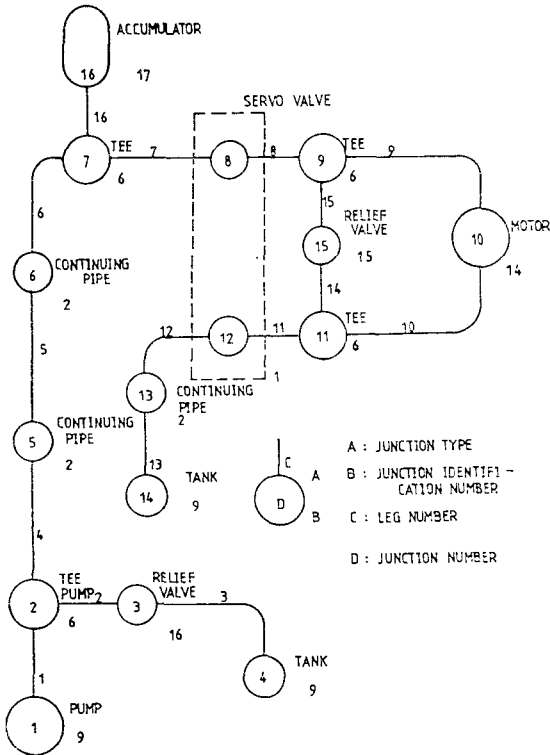 ACCUMULATOR
16
17
16
SERVO VALVE
7
TEE
6
7
8
8
9
TEE
6
9
6
15
RELIEF
VALVE
15
15
10
MOTOR
14
6
CONTINUING
PIPE
2
14
5
12
12
11
11
TEE
6
10
1
13
CONTINUING
PIPE
2
5
CONTINUING
PIPE
2
13
14
TANK
9
C
A
D
B
A : JUNCTION TYPE
B : JUNCTION IDENTIFI -
CATION NUMBER
C : LEG NUMBER
D : JUNCTION NUMBER
4
TEE
PUMP
2
2
6
3
RELIEF
VALVE
16
3
4
TANK
9
1
1
PUMP
9